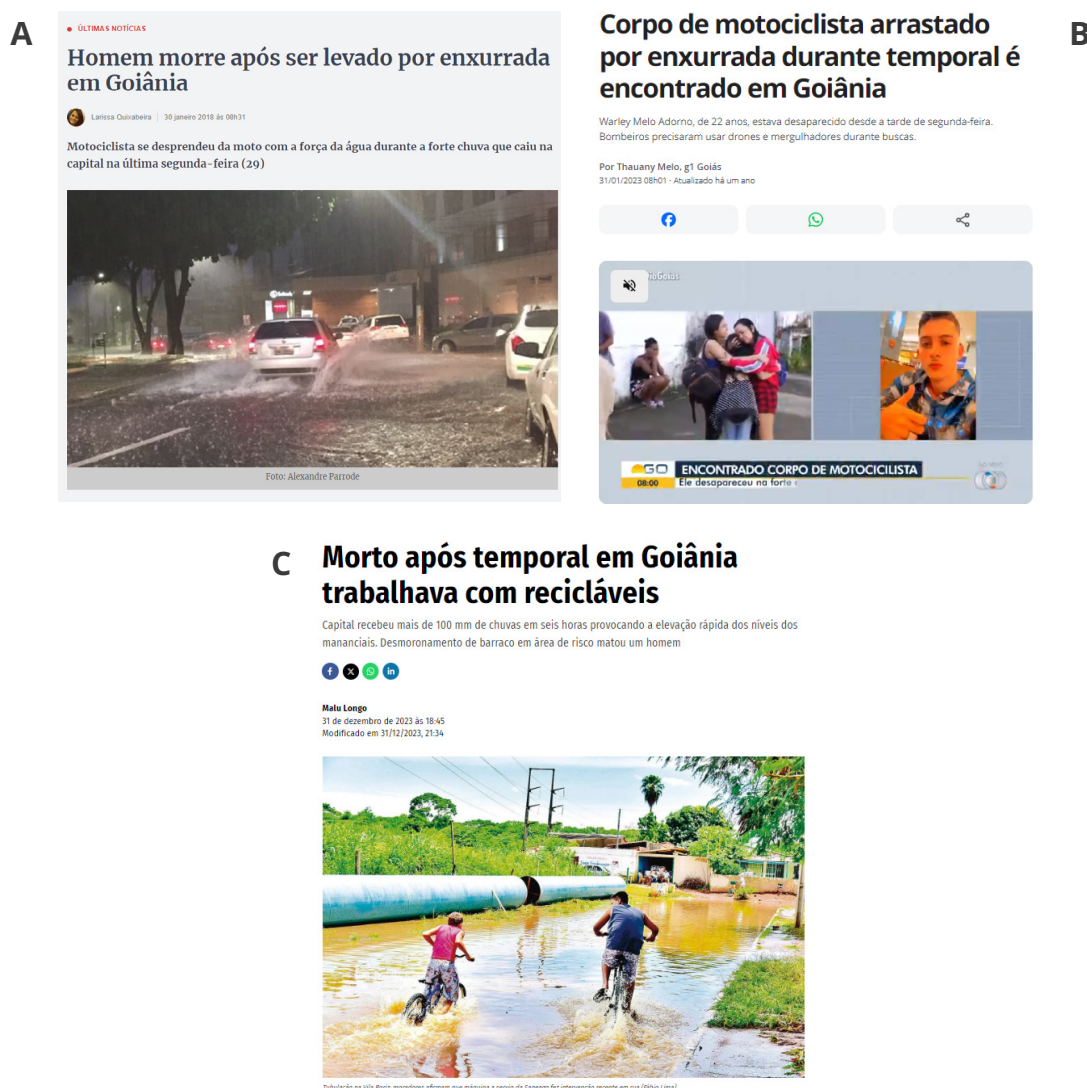 A
ÚLTIMAS NOTÍCIAS
Homem morre após ser levado por enxurrada
em Goiânia
Larissa Quixabeira | 30 janeiro 2018 às 08h31
Motociclista se desprendeu da moto com a força da água durante a forte chuva que caiu na
capital na última segunda-feira (29)
Foto: Alexandre Parrode
B
Corpo de motociclista arrastado
por enxurrada durante temporal é
encontrado em Goiânia
Warley Melo Adorno, de 22 anos, estava desaparecido desde a tarde de segunda-feira.
Bombeiros precisaram usar drones e mergulhadores durante buscas.
Por Thauany Melo, g1 Goiás
31/01/2023 08h01 · Atualizado há um ano
GO
ENCONTRADO CORPO DE MOTOCICILISTA
08:00 Ele desapareceu na forte
C
Morto após temporal em Goiânia
trabalhava com recicláveis
Capital recebeu mais de 100 mm de chuvas em seis horas provocando a elevação rápida dos níveis dos
mananciais. Desmoronamento de barraco em área de risco matou um homem
Malu Longo
31 de dezembro de 2023 às 18:45
Modificado em 31/12/2023, 21:34